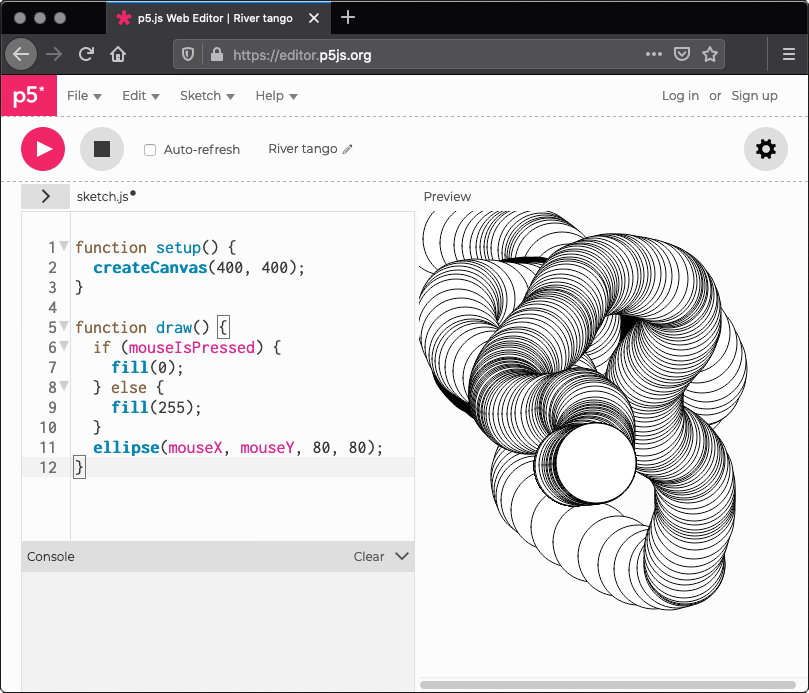 p5.js Web Editor | River tango
https://editor.p5js.org
p5*
File Edit Sketch Help Log in or Sign up
Auto-refresh River tango
sketch.js Preview
1 function setup() {
2   createCanvas(400, 400);
3 }
4
5 function draw() {
6   if (mouseIsPressed) {
7     fill(0);
8   } else {
9     fill(255);
10   }
11   ellipse(mouseX, mouseY, 80, 80);
12 }
Console Clear